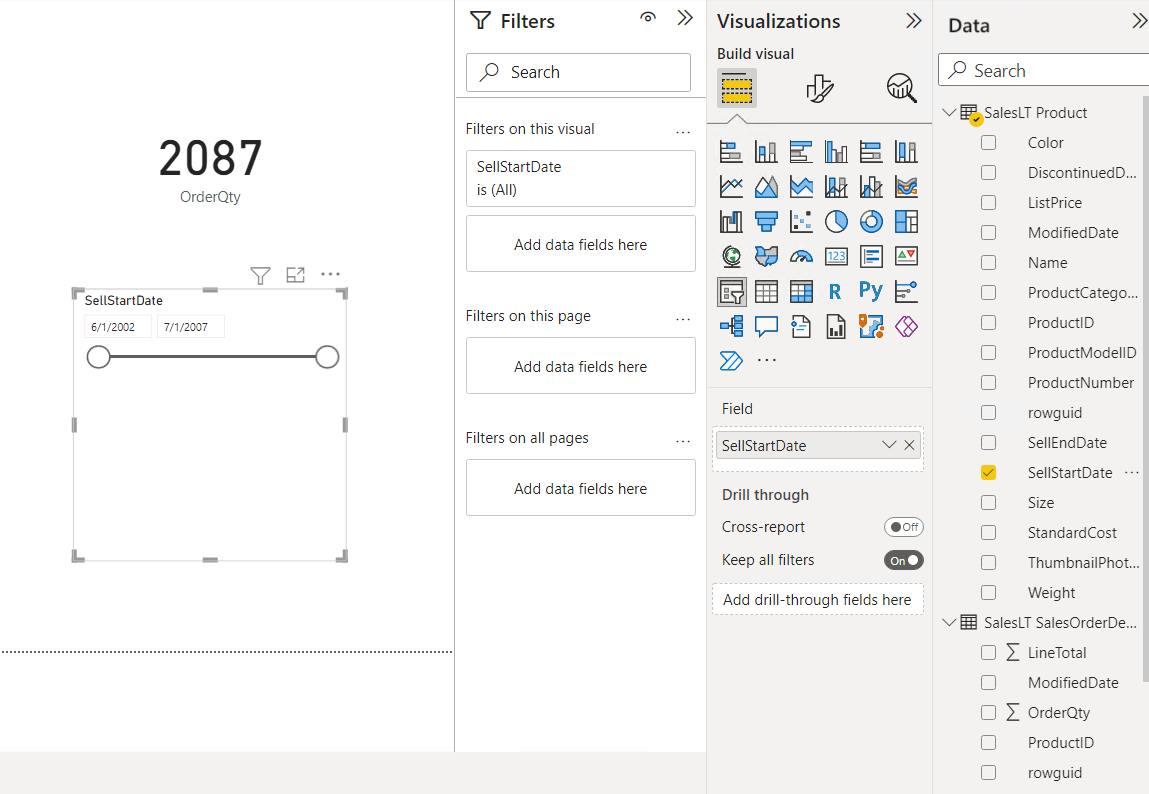 2087
OrderQty
SellStartDate
6/1/2002
7/1/2007
Filters
Search
Filters on this visual
SellStartDate
is (All)
Add data fields here
Filters on this page
Add data fields here
Filters on all pages
Add data fields here
Visualizations
Build visual
123
R
Py
Field
SellStartDate
Drill through
Cross-report
Off
Keep all filters
On
Add drill-through fields here
Data
Search
SalesLT Product
Color
DiscontinuedD...
ListPrice
ModifiedDate
Name
ProductCatego...
ProductID
ProductModelID
ProductNumber
rowguid
SellEndDate
SellStartDate
Size
StandardCost
ThumbnailPhot...
Weight
SalesLT SalesOrderDe...
∑ LineTotal
ModifiedDate
∑ OrderQty
ProductID
rowguid